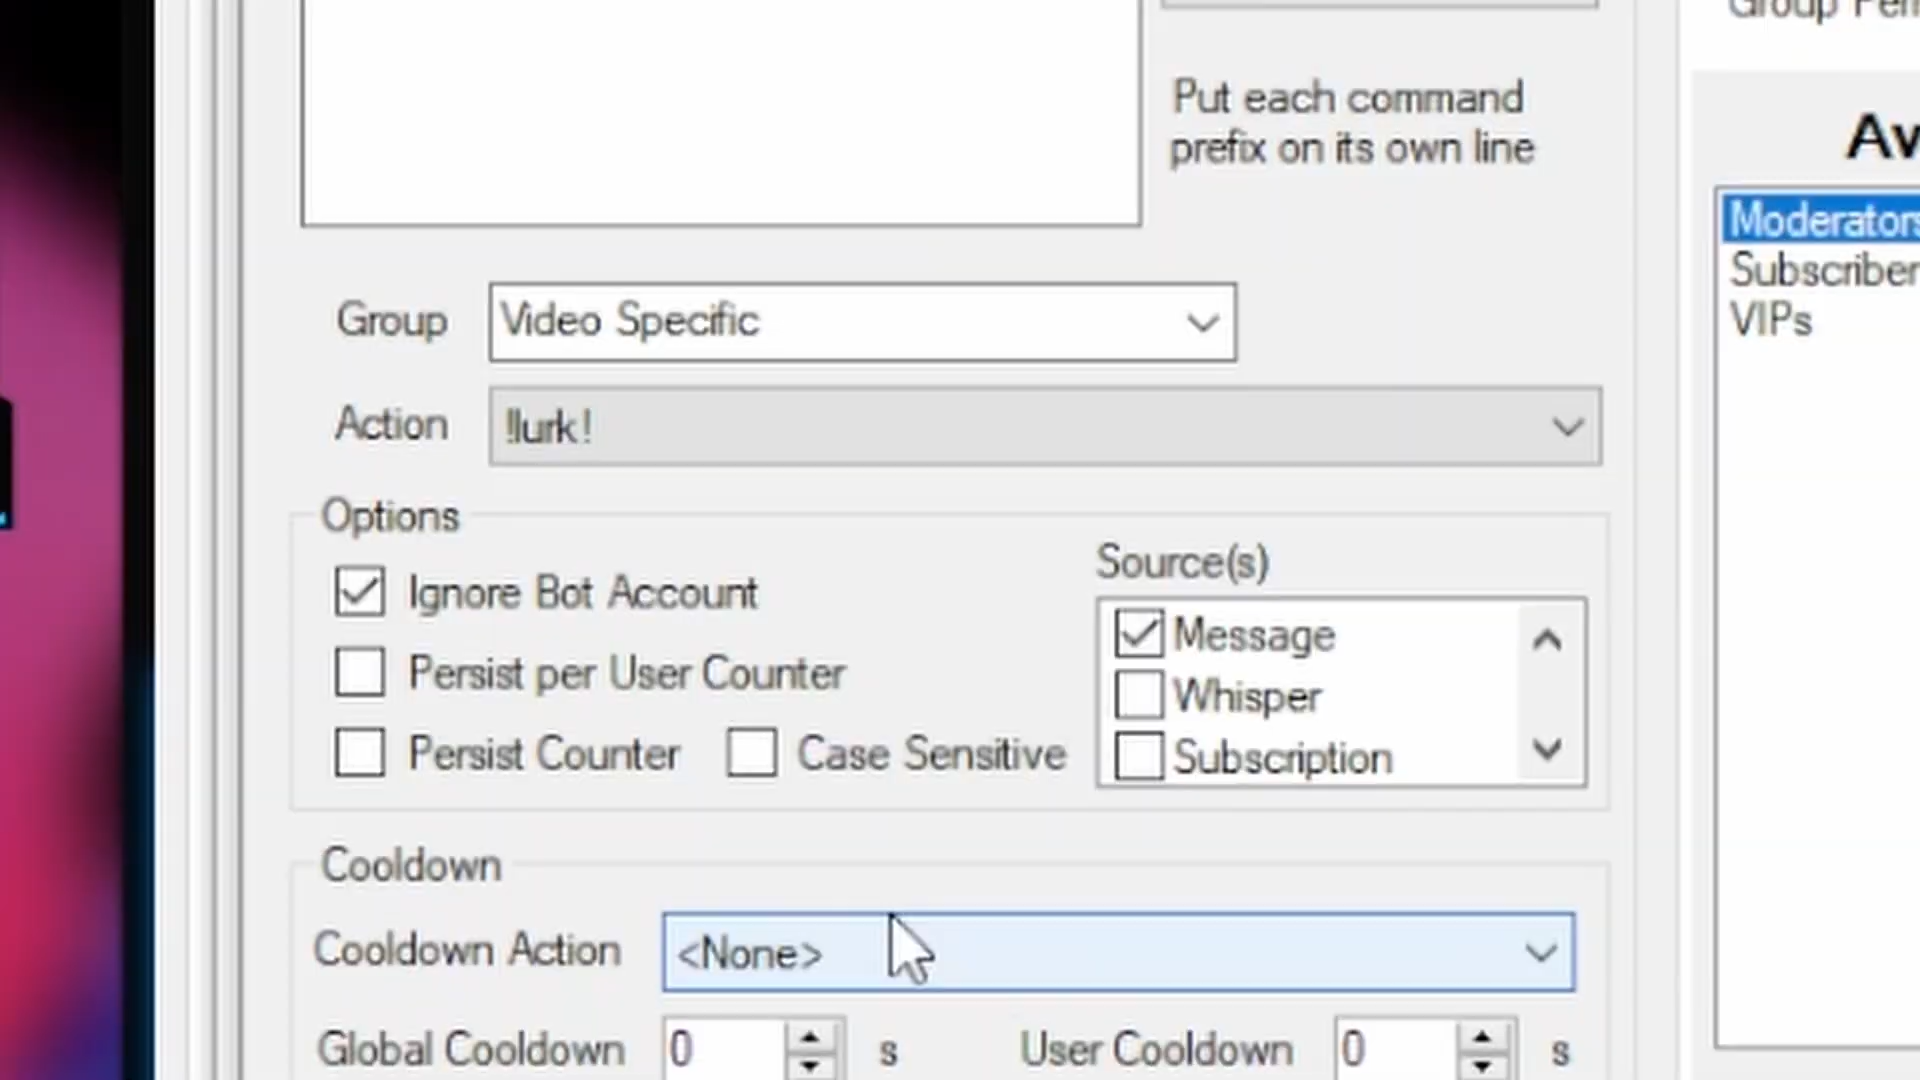 Put each command
prefix on its own line
Group
Video Specific
Action
!lurk!
Options
Ignore Bot Account
Persist per User Counter
Persist Counter
Case Sensitive
Source(s)
Message
Whisper
Subscription
Cooldown
Cooldown Action
<None>
Global Cooldown
0
s
User Cooldown
0
s
Group
Moderators
Subscriber
VIPs